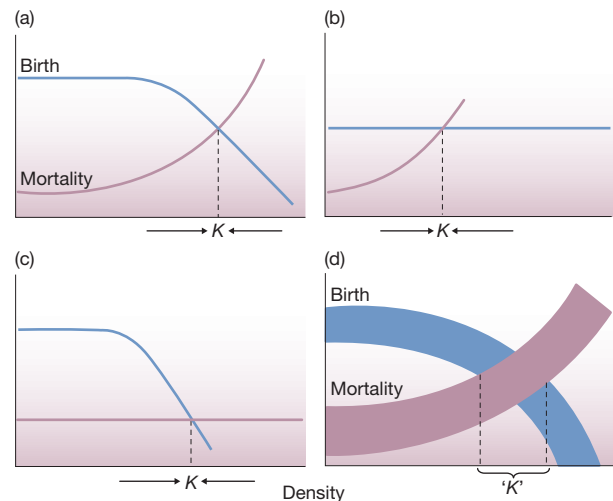 (a)
Birth
Mortality
K
(b)
K
(c)
K
(d)
Birth
Mortality
'K'
Density